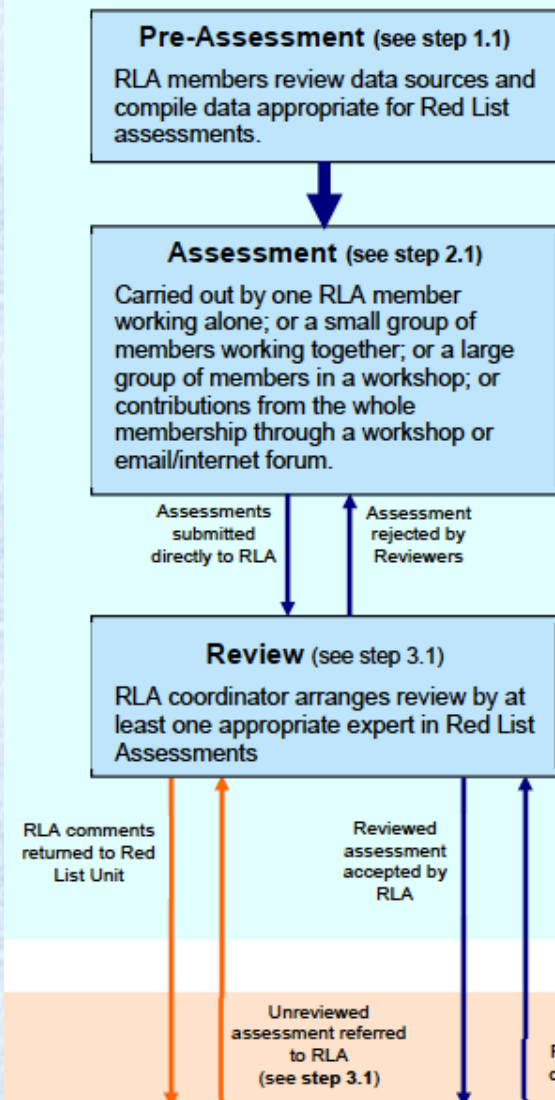 Pre-Assessment (see step 1.1)
RLA members review data sources and
compile data appropriate for Red List
assessments.
Assessment (see step 2.1)
Carried out by one RLA member
working alone; or a small group of
members working together; or a large
group of members in a workshop; or
contributions from the whole
membership through a workshop or
email/internet forum.
Assessments
submitted
directly to RLA
Assessment
rejected by
Reviewers
Review (see step 3.1)
RLA coordinator arranges review by at
least one appropriate expert in Red List
Assessments
RLA comments
returned to Red
List Unit
Reviewed
assessment
accepted by
RLA
Unreviewed
assessment referred
to RLA
(see step 3.1)